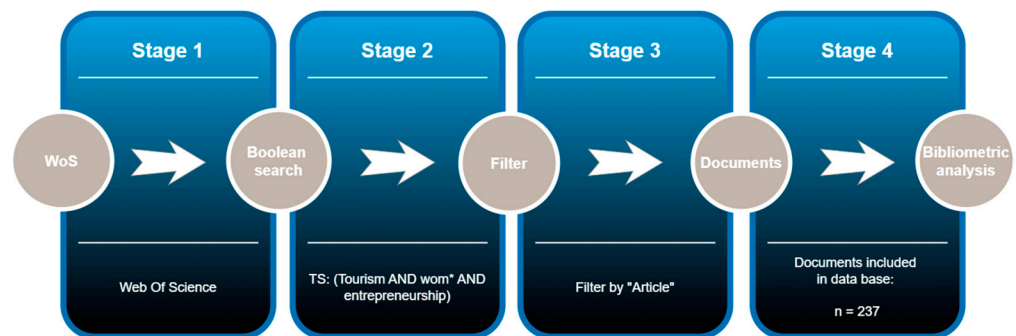 Stage 1
Stage 2
Stage 3
Stage 4
WoS
Boolean
search
Filter
Documents
Bibliometric
analysis
Web Of Science
TS: (Tourism AND wom* AND
entrepreneurship)
Filter by "Article"
Documents included
in data base:
n = 237